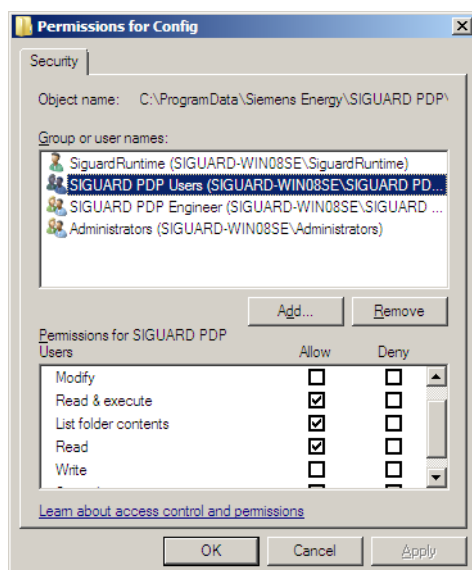 Permissions for Config
Security
Object name: C:\ProgramData\Siemens Energy\SIGUARD PDP\
Group or user names:
SiguardRuntime (SIGUARD-WIN08SE\SiguardRuntime)
SIGUARD PDP Users (SIGUARD-WIN08SE\SIGUARD PD...
SIGUARD PDP Engineer (SIGUARD-WIN08SE\SIGUARD ...
Administrators (SIGUARD-WIN08SE\Administrators)
Add... Remove
Permissions for SIGUARD PDP
Users Allow Deny
Modify
Read & execute
List folder contents
Read
Write
Learn about access control and permissions
OK Cancel Apply